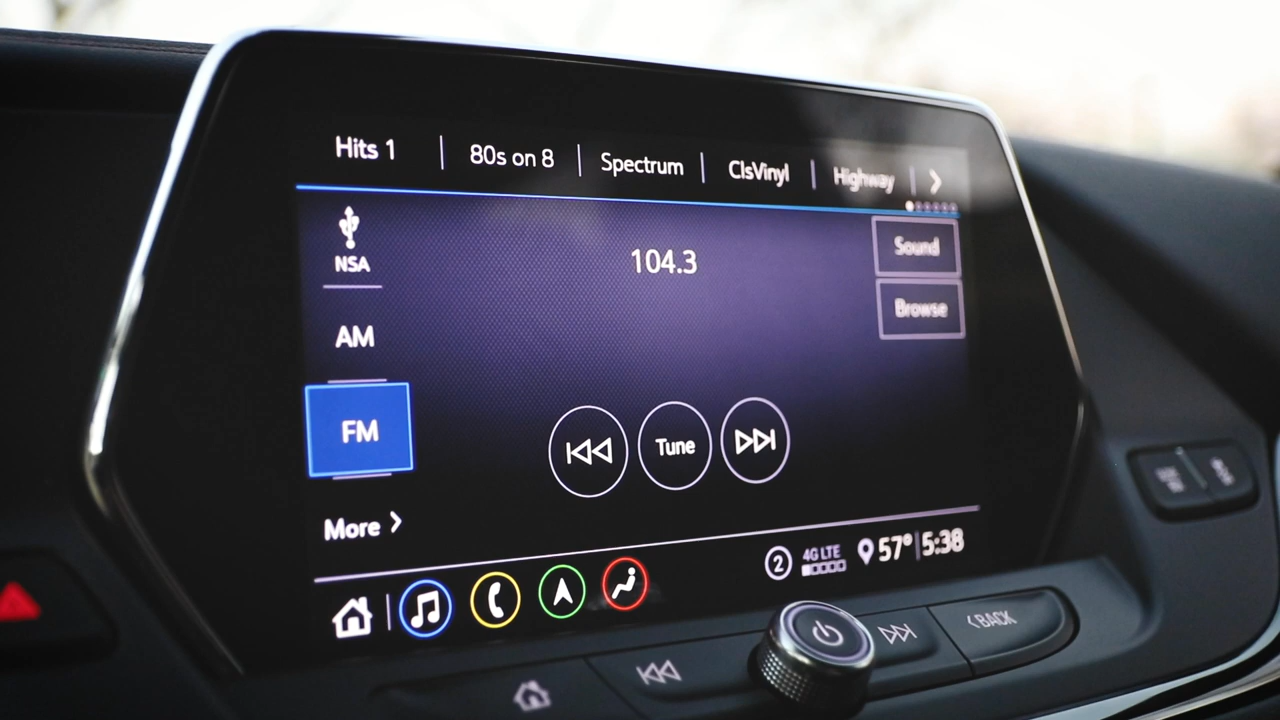 Hits 1 | 80s on 8 | Spectrum | ClsVinyl | Highway
NSA
104.3
Sound
Browse
AM
FM
Tune
More
2 4G LTE 57° 5:38
BACK